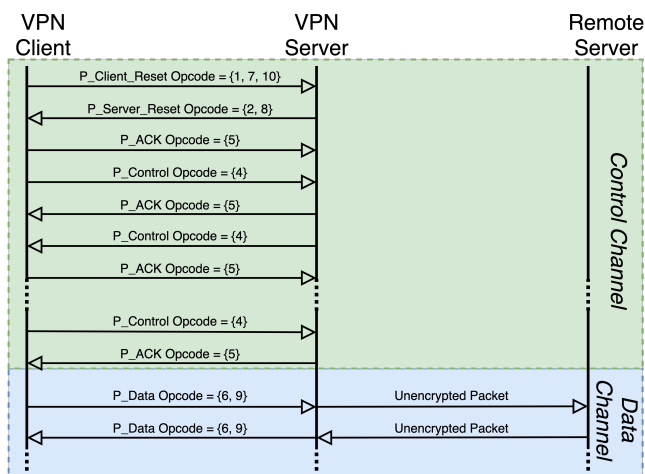 VPN
Client
VPN
Server
Remote
Server
P_Client_Reset Opcode = {1, 7, 10}
P_Server_Reset Opcode = {2, 8}
P_ACK Opcode = {5}
P_Control Opcode = {4}
P_ACK Opcode = {5}
P_Control Opcode = {4}
P_ACK Opcode = {5}
P_Control Opcode = {4}
P_ACK Opcode = {5}
Control Channel
P_Data Opcode = {6, 9}
Unencrypted Packet
P_Data Opcode = {6, 9}
Unencrypted Packet
Data
Channel